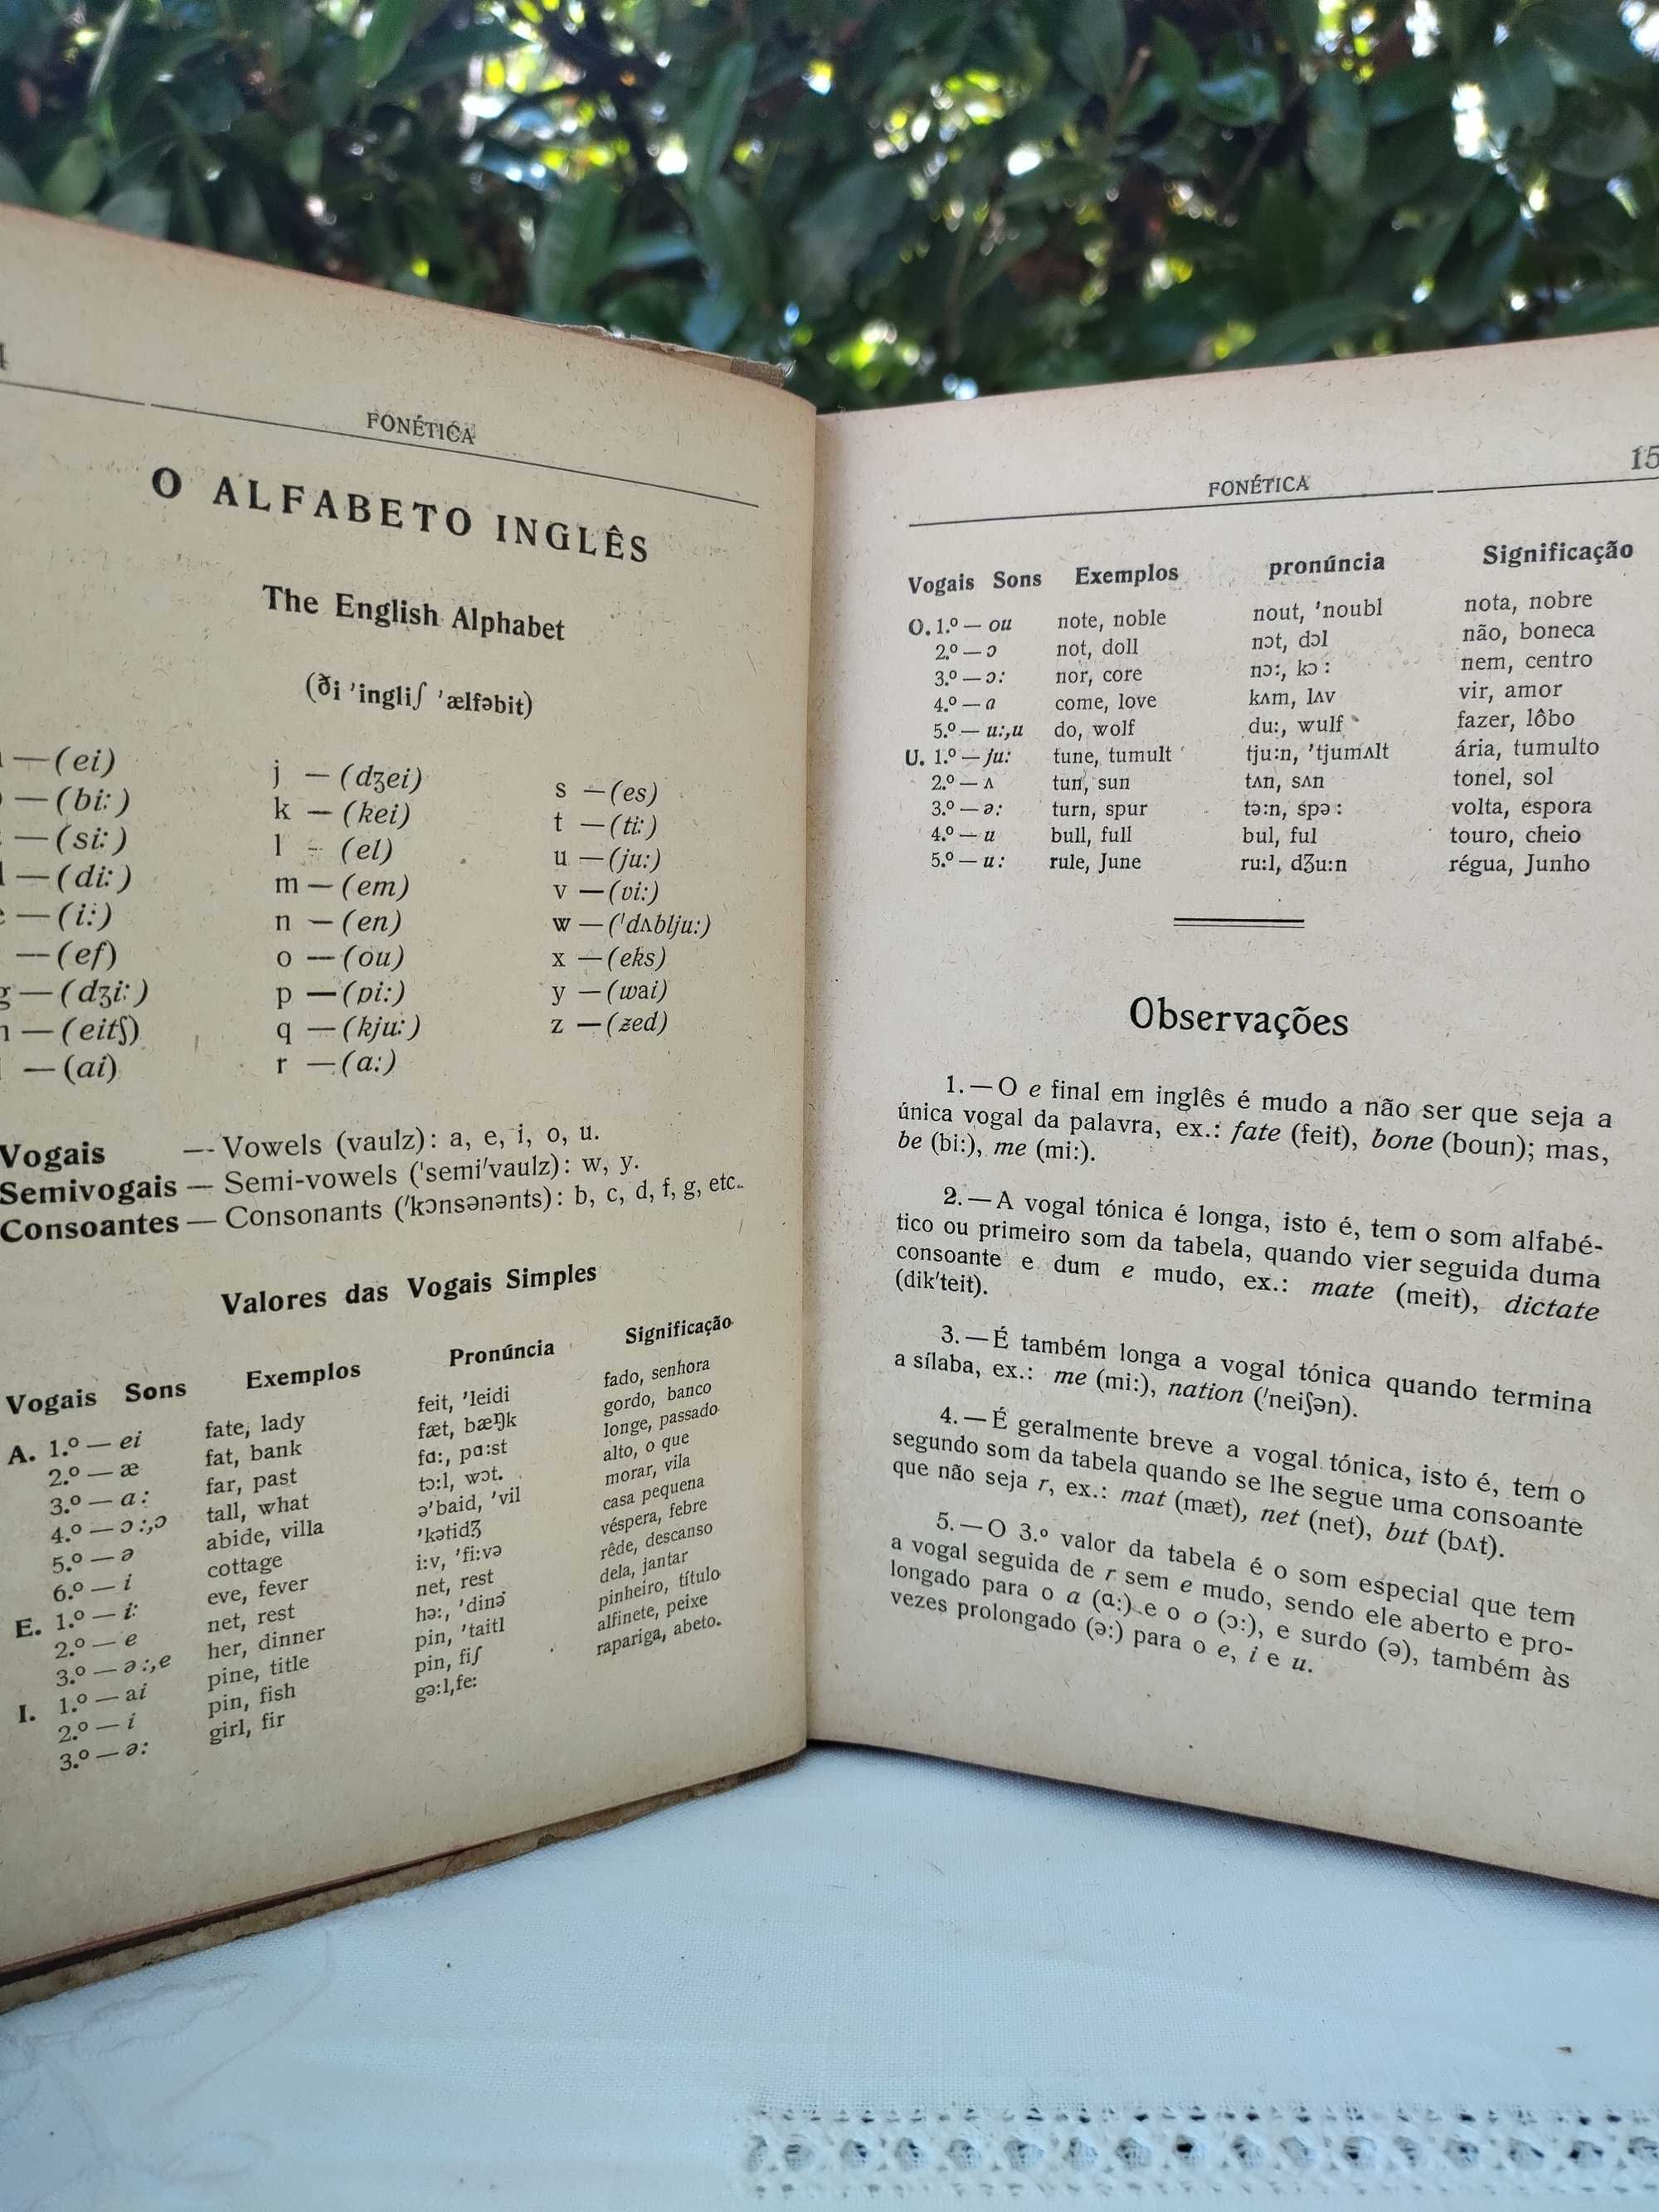 FONÉTICA
O ALFABETO INGLÊS
The English Alphabet
(ði 'ingliʃ 'ælfəbit)
—(ei)
—(bi:)
—(si:)
—(di:)
—(i:)
—(ef)
g—(dʒi:)
—(eitʃ)
—(ai)
j —(dʒei)
k —(kei)
l - (el)
m—(em)
n —(en)
o —(ou)
p —(pi:)
q —(kju:)
r —(a:)
s —(es)
t —(ti:)
u —(ju:)
v —(vi:)
w —('dʌblju:)
x —(eks)
y —(wai)
z —(zed)
Vogais — Vowels (vaulz): a, e, i, o, u.
Semivogais — Semi-vowels ('semi'vaulz): w, y.
Consoantes — Consonants ('kɔnsənənts): b, c, d, f, g, etc.
Valores das Vogais Simples
Vogais Sons Exemplos Pronúncia Significação
A. 1.º — ei fate, lady feit, 'leidi fado, senhora
2.º — æ fat, bank fæt, bæŋk gordo, banco
3.º — a: far, past fɑ:, pɑ:st longe, passado
4.º — ɔ:,ɔ tall, what tɔ:l, wɔt. alto, o que
5.º — ə abide, villa ə'baid, 'vil morar, vila
6.º — i cottage 'kətidʒ casa pequena
E. 1.º — i: eve, fever i:v, 'fi:və véspera, febre
2.º — e net, rest net, rest rêde, descanso
3.º — ə:,e her, dinner hə:, 'dinə dela, jantar
I. 1.º — ai pine, title pin, 'taitl pinheiro, título
2.º — i pin, fish pin, fiʃ alfinete, peixe
3.º — ə: girl, fir gə:l,fe: rapariga, abeto.
FONÉTICA 15
Vogais Sons Exemplos pronúncia Significação
O. 1.º — ou note, noble nout, 'noubl nota, nobre
2.º — ɔ not, doll nɔt, dɔl não, boneca
3.º — ɔ: nor, core nɔ:, kɔ: nem, centro
4.º — a come, love kʌm, lʌv vir, amor
5.º — u:,u do, wolf du:, wulf fazer, lôbo
U. 1.º — ju: tune, tumult tju:n, 'tjumʌlt ária, tumulto
2.º — ʌ tun, sun tʌn, sʌn tonel, sol
3.º — ə: turn, spur tə:n, spə: volta, espora
4.º — u bull, full bul, ful touro, cheio
5.º — u: rule, June ru:l, dʒu:n régua, Junho
Observações
1. — O e final em inglês é mudo a não ser que seja a
única vogal da palavra, ex.: fate (feit), bone (boun); mas,
be (bi:), me (mi:).
2. — A vogal tónica é longa, isto é, tem o som alfabé-
tico ou primeiro som da tabela, quando vier seguida duma
consoante e dum e mudo, ex.: mate (meit), dictate
(dik'teit).
3. — É também longa a vogal tónica quando termina
a sílaba, ex.: me (mi:), nation ('neiʃən).
4. — É geralmente breve a vogal tónica, isto é, tem o
segundo som da tabela quando se lhe segue uma consoante
que não seja r, ex.: mat (mæt), net (net), but (bʌt).
5. — O 3.º valor da tabela é o som especial que tem
a vogal seguida de r sem e mudo, sendo ele aberto e pro-
longado para o a (ɑ:) e o o (ɔ:), e surdo (ə), também às
vezes prolongado (ə:) para o e, i e u.